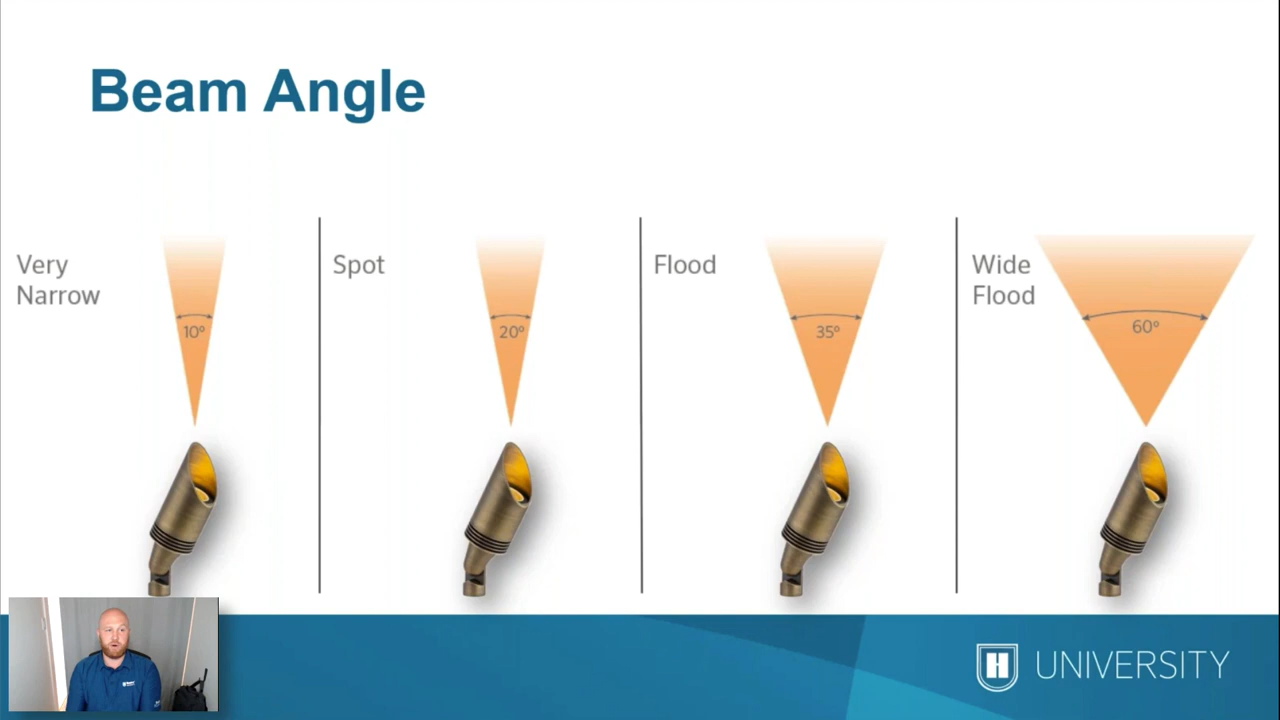 Beam Angle
Very
Narrow
10°
Spot
20°
Flood
35°
Wide
Flood
60°
H UNIVERSITY